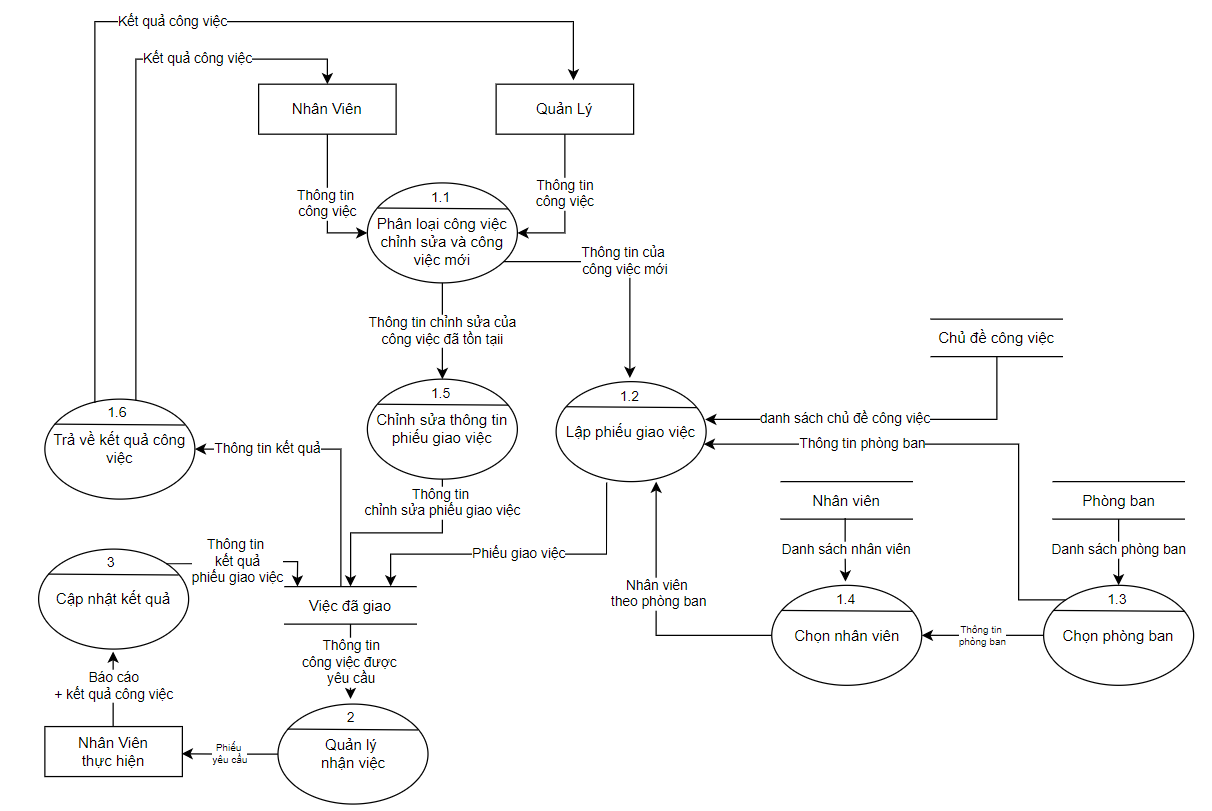 Kết quả công việc
Kết quả công việc
Nhân Viên
Quản Lý
Thông tin
công việc
Thông tin
công việc
1.1
Phân loại công việc
chỉnh sửa và công
việc mới
Thông tin của
công việc mới
Thông tin chỉnh sửa của
công việc đã tồn tạii
Chủ đề công việc
1.5
Chỉnh sửa thông tin
phiếu giao việc
1.2
Lập phiếu giao việc
danh sách chủ đề công việc
Thông tin phòng ban
1.6
Trả về kết quả công
việc
Thông tin kết quả
Thông tin
chỉnh sửa phiếu giao việc
Nhân viên
Phòng ban
Danh sách nhân viên
Danh sách phòng ban
Phiếu giao việc
Thông tin
kết quả
phiếu giao việc
3
Cập nhật kết quả
Việc đã giao
Nhân viên
theo phòng ban
1.4
Chọn nhân viên
Thông tin
phòng ban
1.3
Chọn phòng ban
Thông tin
công việc được
yêu cầu
Báo cáo
+ kết quả công việc
2
Quản lý
nhận việc
Phiếu
yêu cầu
Nhân Viên
thực hiện